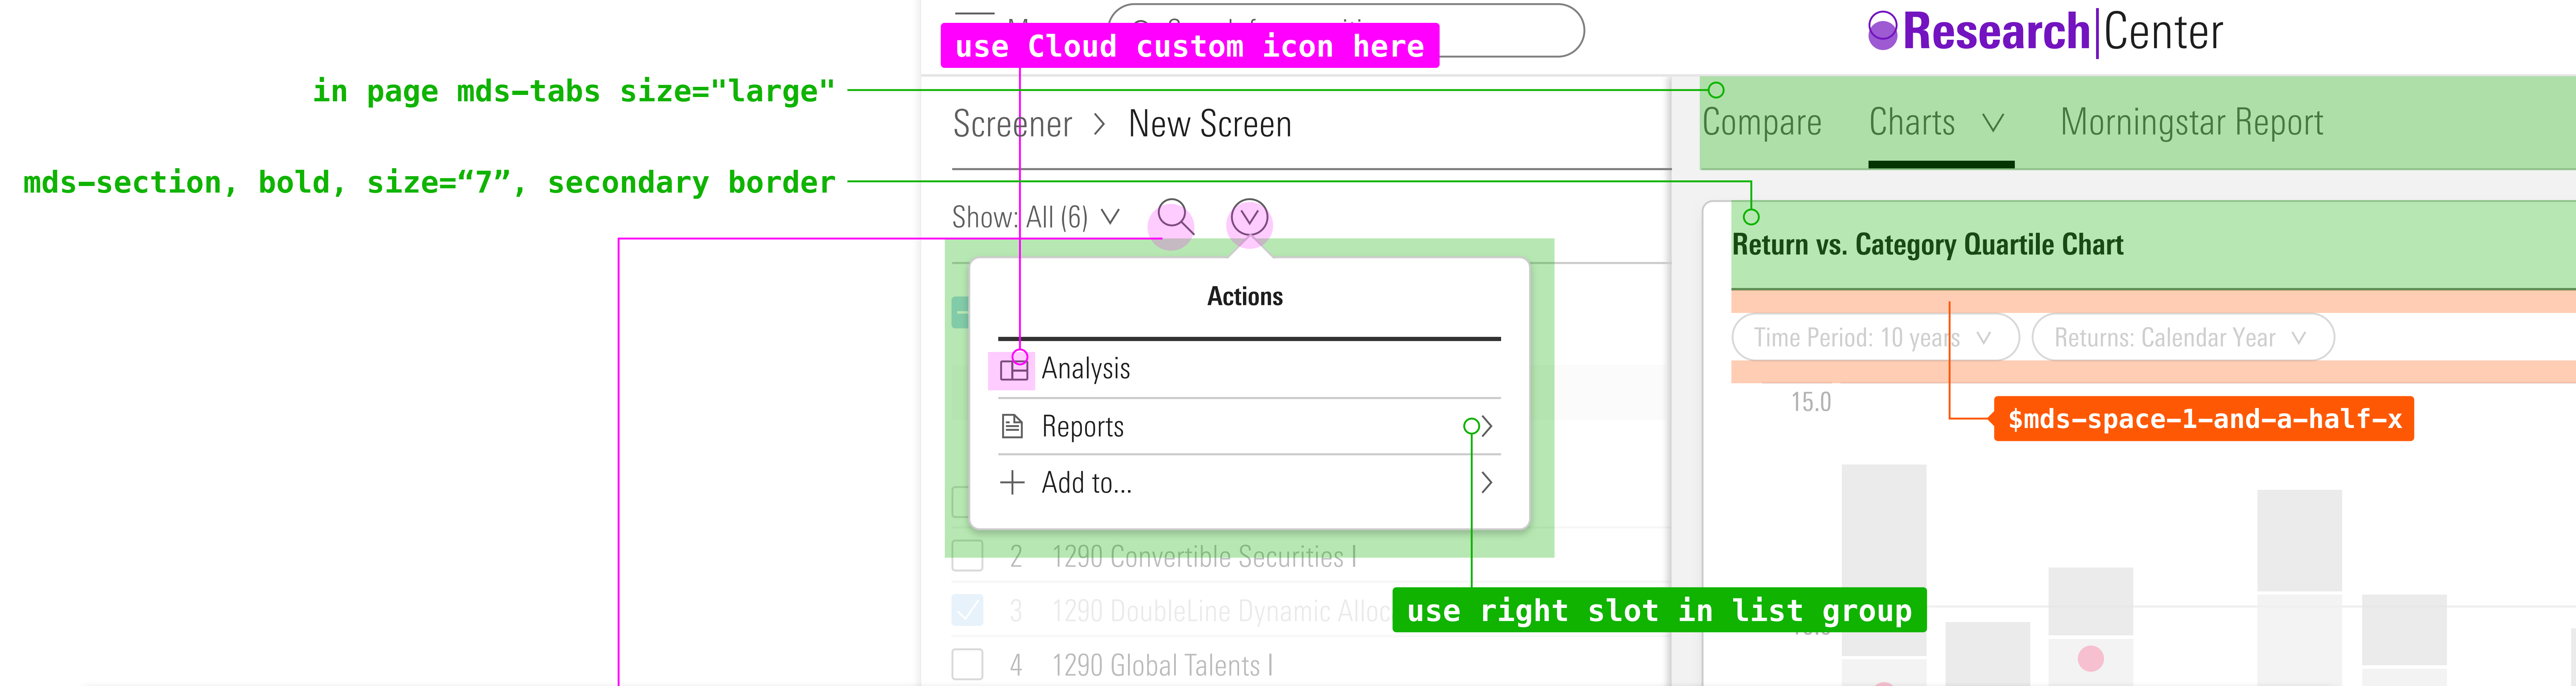 use Cloud custom icon here
Research|Center
in page mds-tabs size="large"
Screener > New Screen
Compare Charts Morningstar Report
mds-section, bold, size=“7”, secondary border
Show: All (6)
Return vs. Category Quartile Chart
Actions
Time Period: 10 years Returns: Calendar Year
Analysis
15.0
$mds-space-1-and-a-half-x
Reports
Add to...
2 1290 Convertible Securities I
3 1290 DoubleLine Dynamic Alloc
use right slot in list group
4 1290 Global Talents I